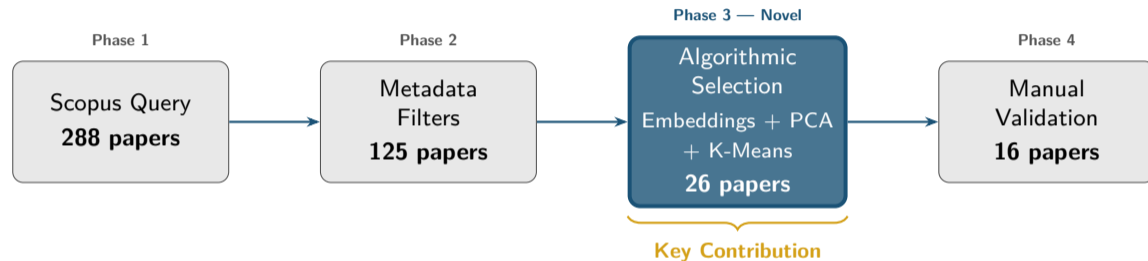 Phase 1
Scopus Query
288 papers
Phase 2
Metadata
Filters
125 papers
Phase 3 — Novel
Algorithmic
Selection
Embeddings + PCA
+ K-Means
26 papers
Key Contribution
Phase 4
Manual
Validation
16 papers